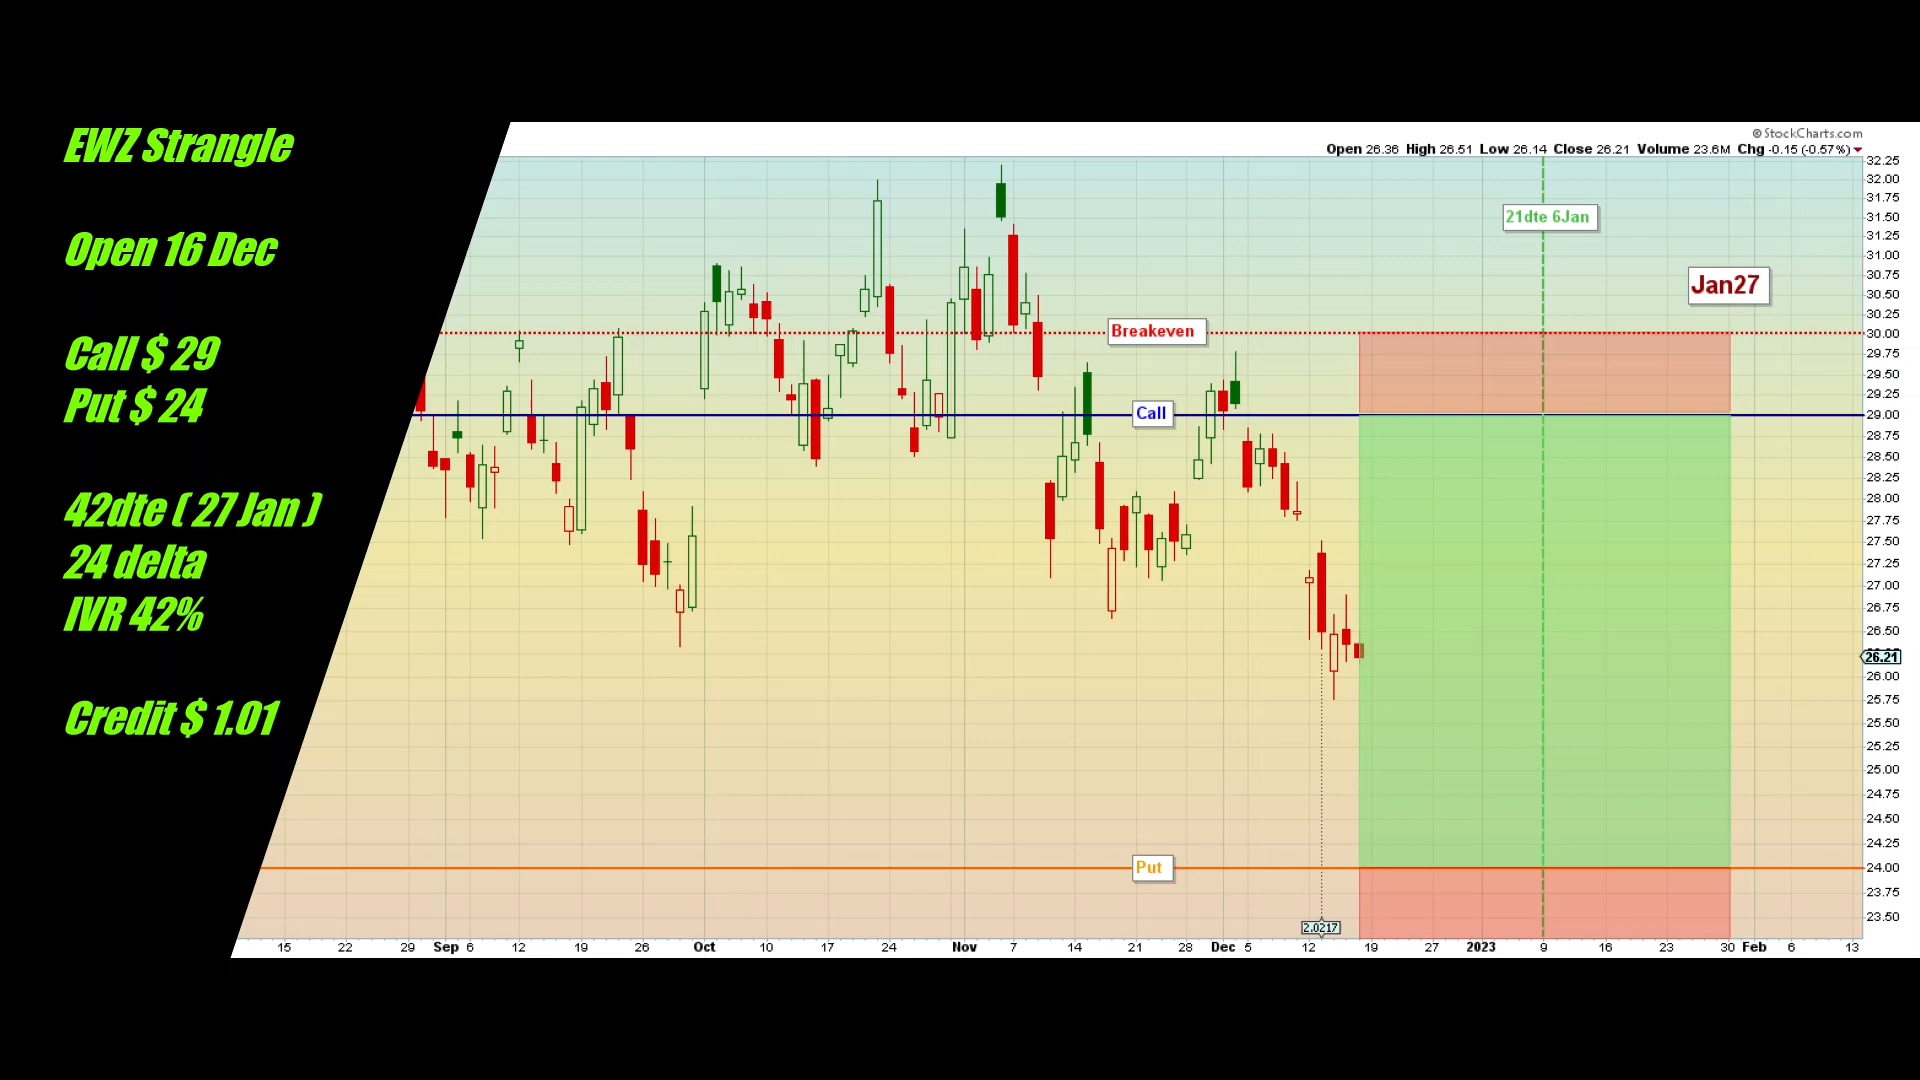 EWZ Strangle
Open 16 Dec
Call $ 29
Put $ 24
42dte ( 27 Jan )
24 delta
IVR 42%
Credit $ 1.01
© StockCharts.com
Open 26.36 High 26.51 Low 26.14 Close 26.21 Volume 23.6M Chg -0.15 (-0.57%)
21dte 6Jan
Jan27
Breakeven
Call
Put
2.0217
32.25
32.00
31.75
31.50
31.25
31.00
30.75
30.50
30.25
30.00
29.75
29.50
29.25
29.00
28.75
28.50
28.25
28.00
27.75
27.50
27.25
27.00
26.75
26.50
26.21
26.00
25.75
25.50
25.25
25.00
24.75
24.50
24.25
24.00
23.75
23.50
15 22 29 Sep 6 12 19 26 Oct 10 17 24 Nov 7 14 21 28 Dec 5 12 19 27 2023 9 16 23 30 Feb 6 13